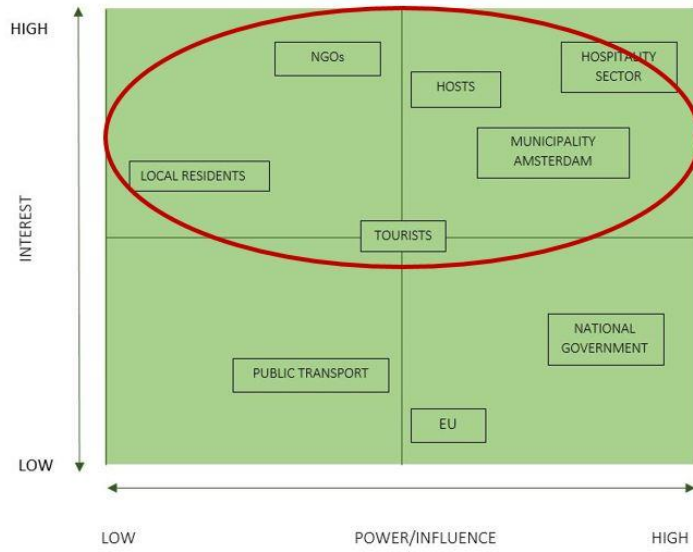 HIGH
NGOs
HOSPITALITY
SECTOR
HOSTS
MUNICIPALITY
AMSTERDAM
LOCAL RESIDENTS
INTEREST
TOURISTS
NATIONAL
GOVERNMENT
PUBLIC TRANSPORT
EU
LOW
LOW
POWER/INFLUENCE
HIGH